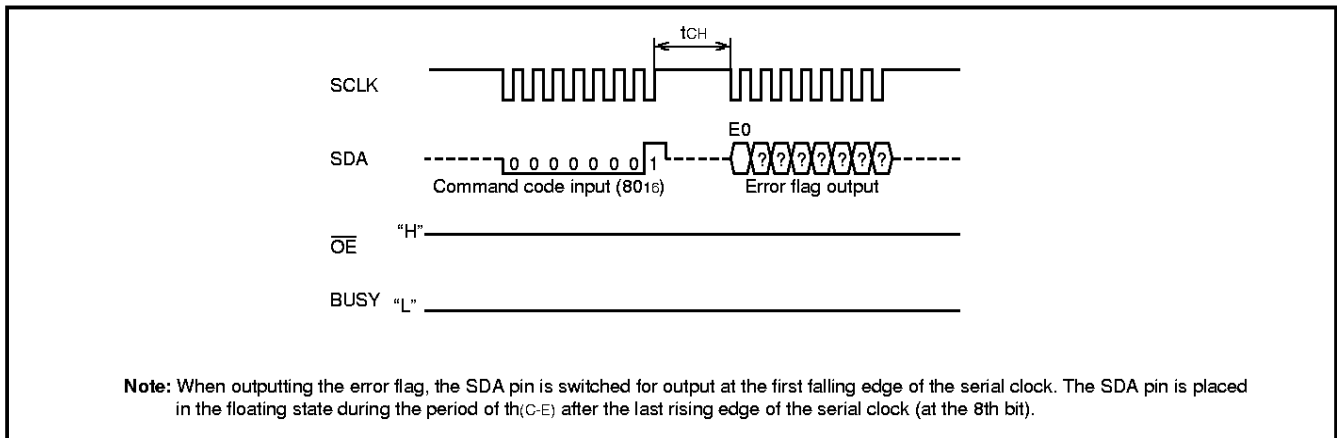 tCH
SCLK
E0
SDA
0 0 0 0 0 0 0 1
? ? ? ? ? ? ?
Command code input (8016)
Error flag output
OE
“H”
BUSY
“L”
Note: When outputting the error flag, the SDA pin is switched for output at the first falling edge of the serial clock. The SDA pin is placed
in the floating state during the period of th(C-E) after the last rising edge of the serial clock (at the 8th bit).